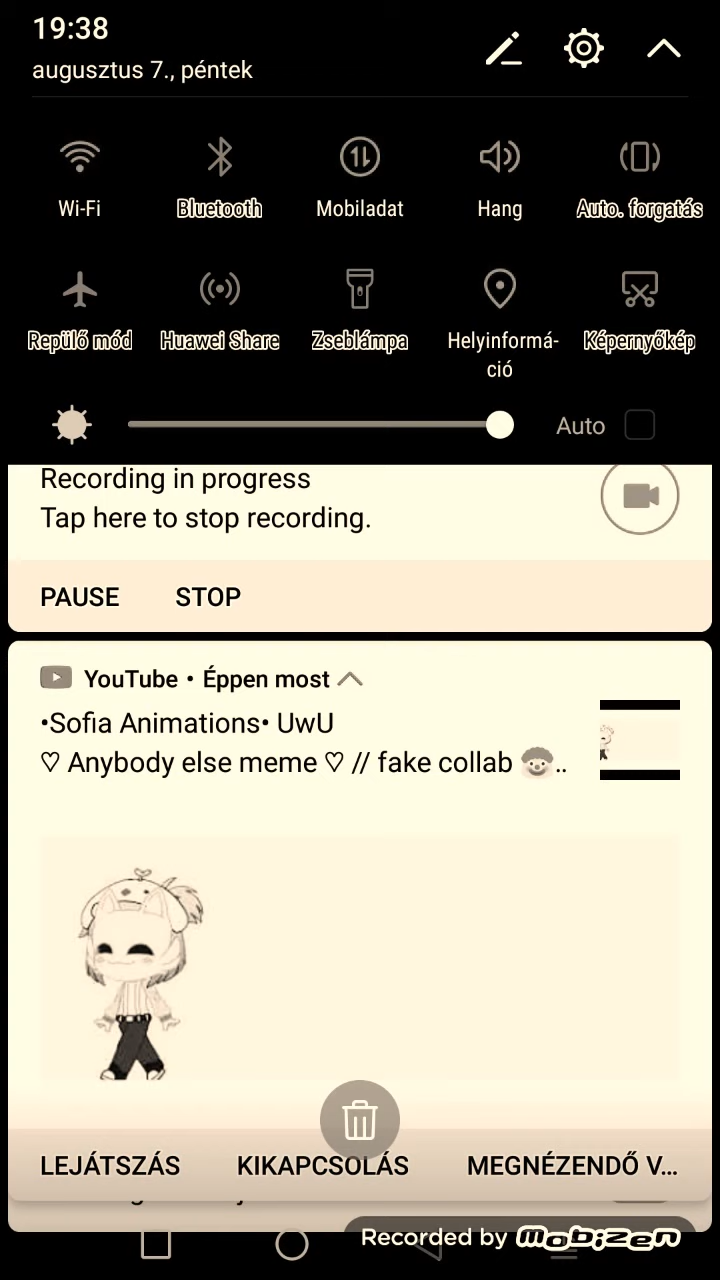 19:38
augusztus 7., péntek
Wi-Fi
Bluetooth
Mobiladat
Hang
Auto. forgatás
Repülő mód
Huawei Share
Zseblámpa
Helyinformá-
ció
Képernyőkép
Auto
Recording in progress
Tap here to stop recording.
PAUSE STOP
YouTube • Éppen most
•Sofia Animations• UwU
♡ Anybody else meme ♡ // fake collab 🤡..
LEJÁTSZÁS KIKAPCSOLÁS MEGNÉZENDŐ V...
Recorded by mobizen